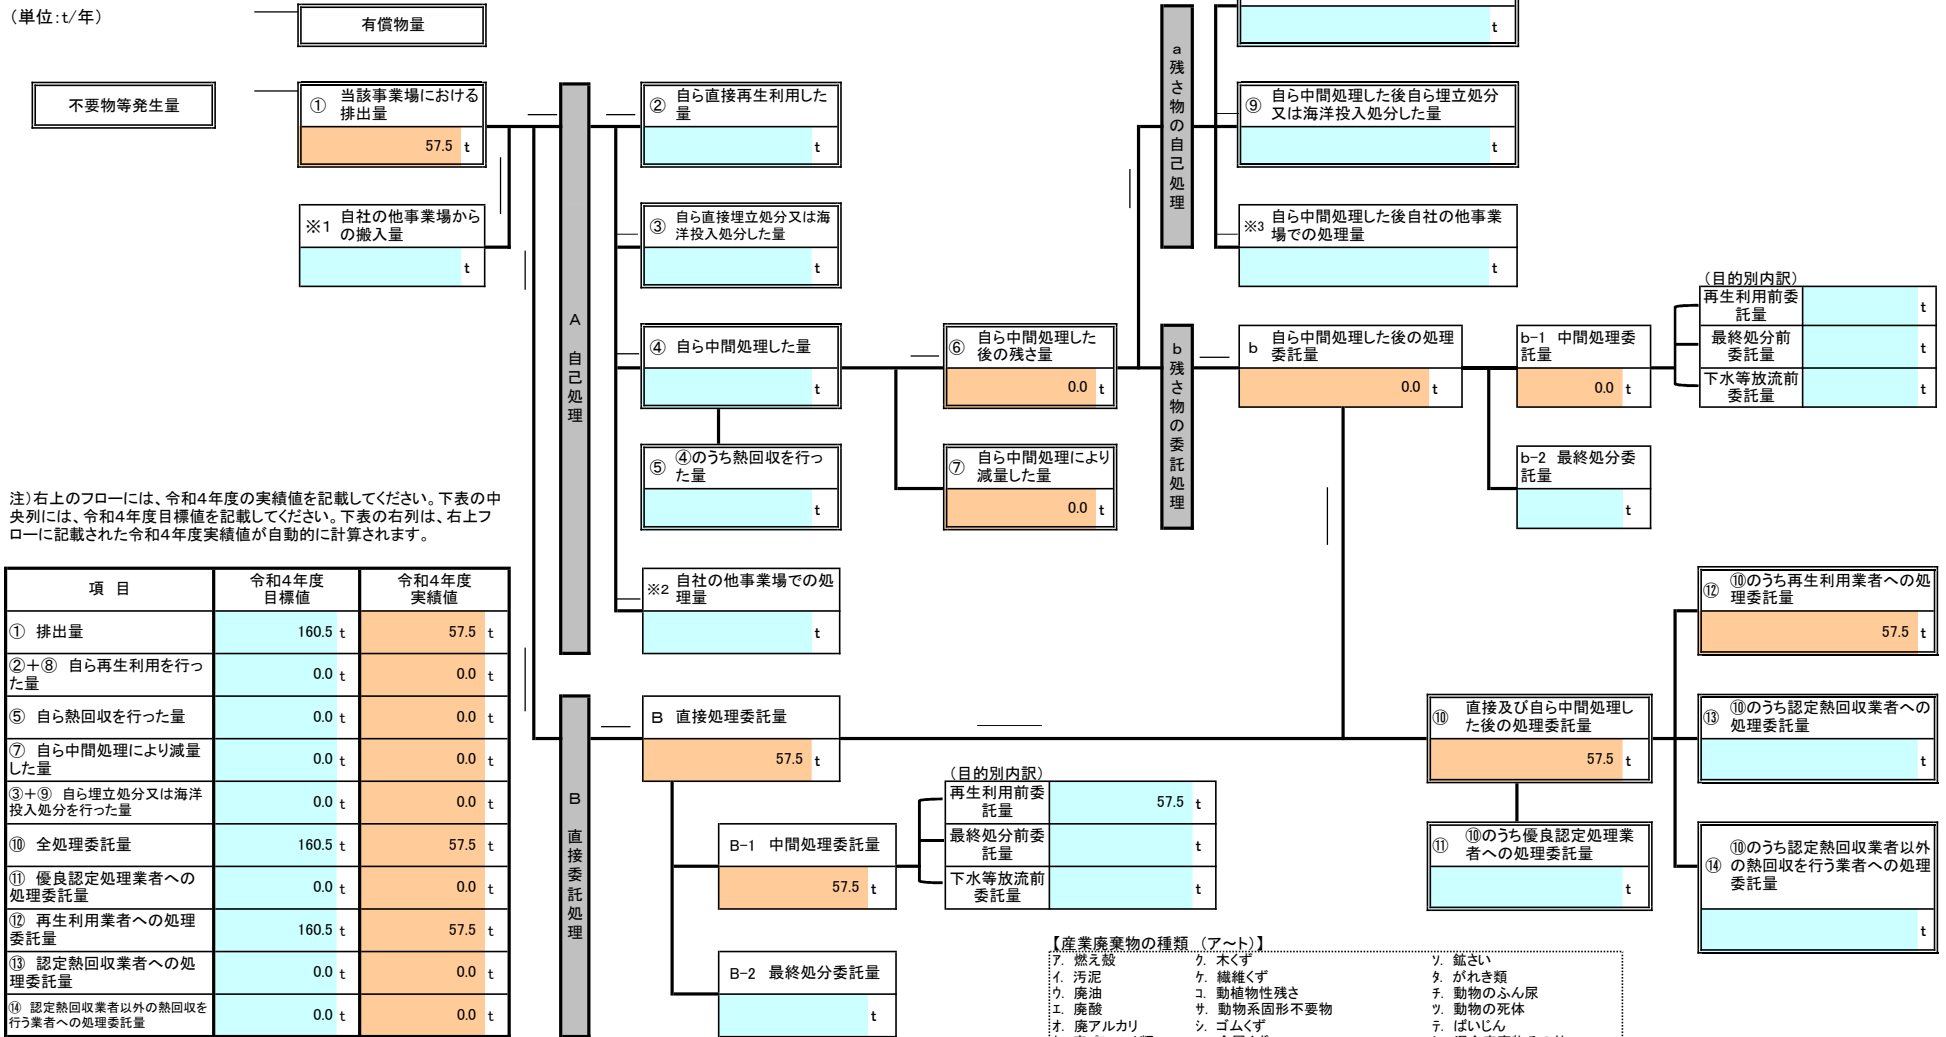 (単位:t/年)
有償物量
t
不要物等発生量
① 当該事業場における
排出量
57.5 t
※1 自社の他事業場から
の搬入量
t
A 自己処理
② 自ら直接再生利用した
量
t
③ 自ら直接埋立処分又は海
洋投入処分した量
t
④ 自ら中間処理した量
t
⑤ ④のうち熱回収を行っ
た量
t
※2 自社の他事業場での処
理量
t
⑥ 自ら中間処理した
後の残さ量
0.0 t
⑦ 自ら中間処理により
減量した量
0.0 t
a残さ物の自己処理
⑨ 自ら中間処理した後自ら埋立処分
又は海洋投入処分した量
t
※3 自ら中間処理した後自社の他事業
場での処理量
t
b残さ物の委託処理
b 自ら中間処理した後の処理
委託量
0.0 t
b-1 中間処理委
託量
0.0 t
b-2 最終処分委
託量
t
(目的別内訳)
再生利用前委
託量 t
最終処分前
委託量 t
下水等放流前
委託量 t
注)右上のフローには、令和4年度の実績値を記載してください。下表の中
央列には、令和4年度目標値を記載してください。下表の右列は、右上フ
ローに記載された令和4年度実績値が自動的に計算されます。
項 目 令和4年度
目標値 令和4年度
実績値
① 排出量 160.5 t 57.5 t
②+⑧ 自ら再生利用を行っ
た量 0.0 t 0.0 t
⑤ 自ら熱回収を行った量 0.0 t 0.0 t
⑦ 自ら中間処理により減量
した量 0.0 t 0.0 t
③+⑨ 自ら埋立処分又は海洋
投入処分を行った量 0.0 t 0.0 t
⑩ 全処理委託量 160.5 t 57.5 t
⑪ 優良認定処理業者への
処理委託量 0.0 t 0.0 t
⑫ 再生利用業者への処理
委託量 160.5 t 57.5 t
⑬ 認定熱回収業者への処
理委託量 0.0 t 0.0 t
⑭ 認定熱回収業者以外の熱回収を
行う業者への処理委託量 0.0 t 0.0 t
B 直接委託処理
B 直接処理委託量
57.5 t
B-1 中間処理委託量
57.5 t
B-2 最終処分委託量
t
(目的別内訳)
再生利用前委
託量 57.5 t
最終処分前委
託量 t
下水等放流前
委託量 t
⑩ 直接及び自ら中間処理し
た後の処理委託量
57.5 t
⑪ ⑩のうち優良認定処理業
者への処理委託量
t
⑫ ⑩のうち再生利用業者への処
理委託量
57.5 t
⑬ ⑩のうち認定熱回収業者への
処理委託量
t
⑭ ⑩のうち認定熱回収業者以外
の熱回収を行う業者への処理
委託量
t
【産業廃棄物の種類 (ア～ト)】
ア. 燃え殻 ク. 木くず ソ. 鉱さい
イ. 汚泥 ケ. 繊維くず タ. がれき類
ウ. 廃油 コ. 動植物性残さ チ. 動物のふん尿
エ. 廃酸 サ. 動物系固形不要物 ツ. 動物の死体
オ. 廃アルカリ シ. ゴムくず テ. ばいじん